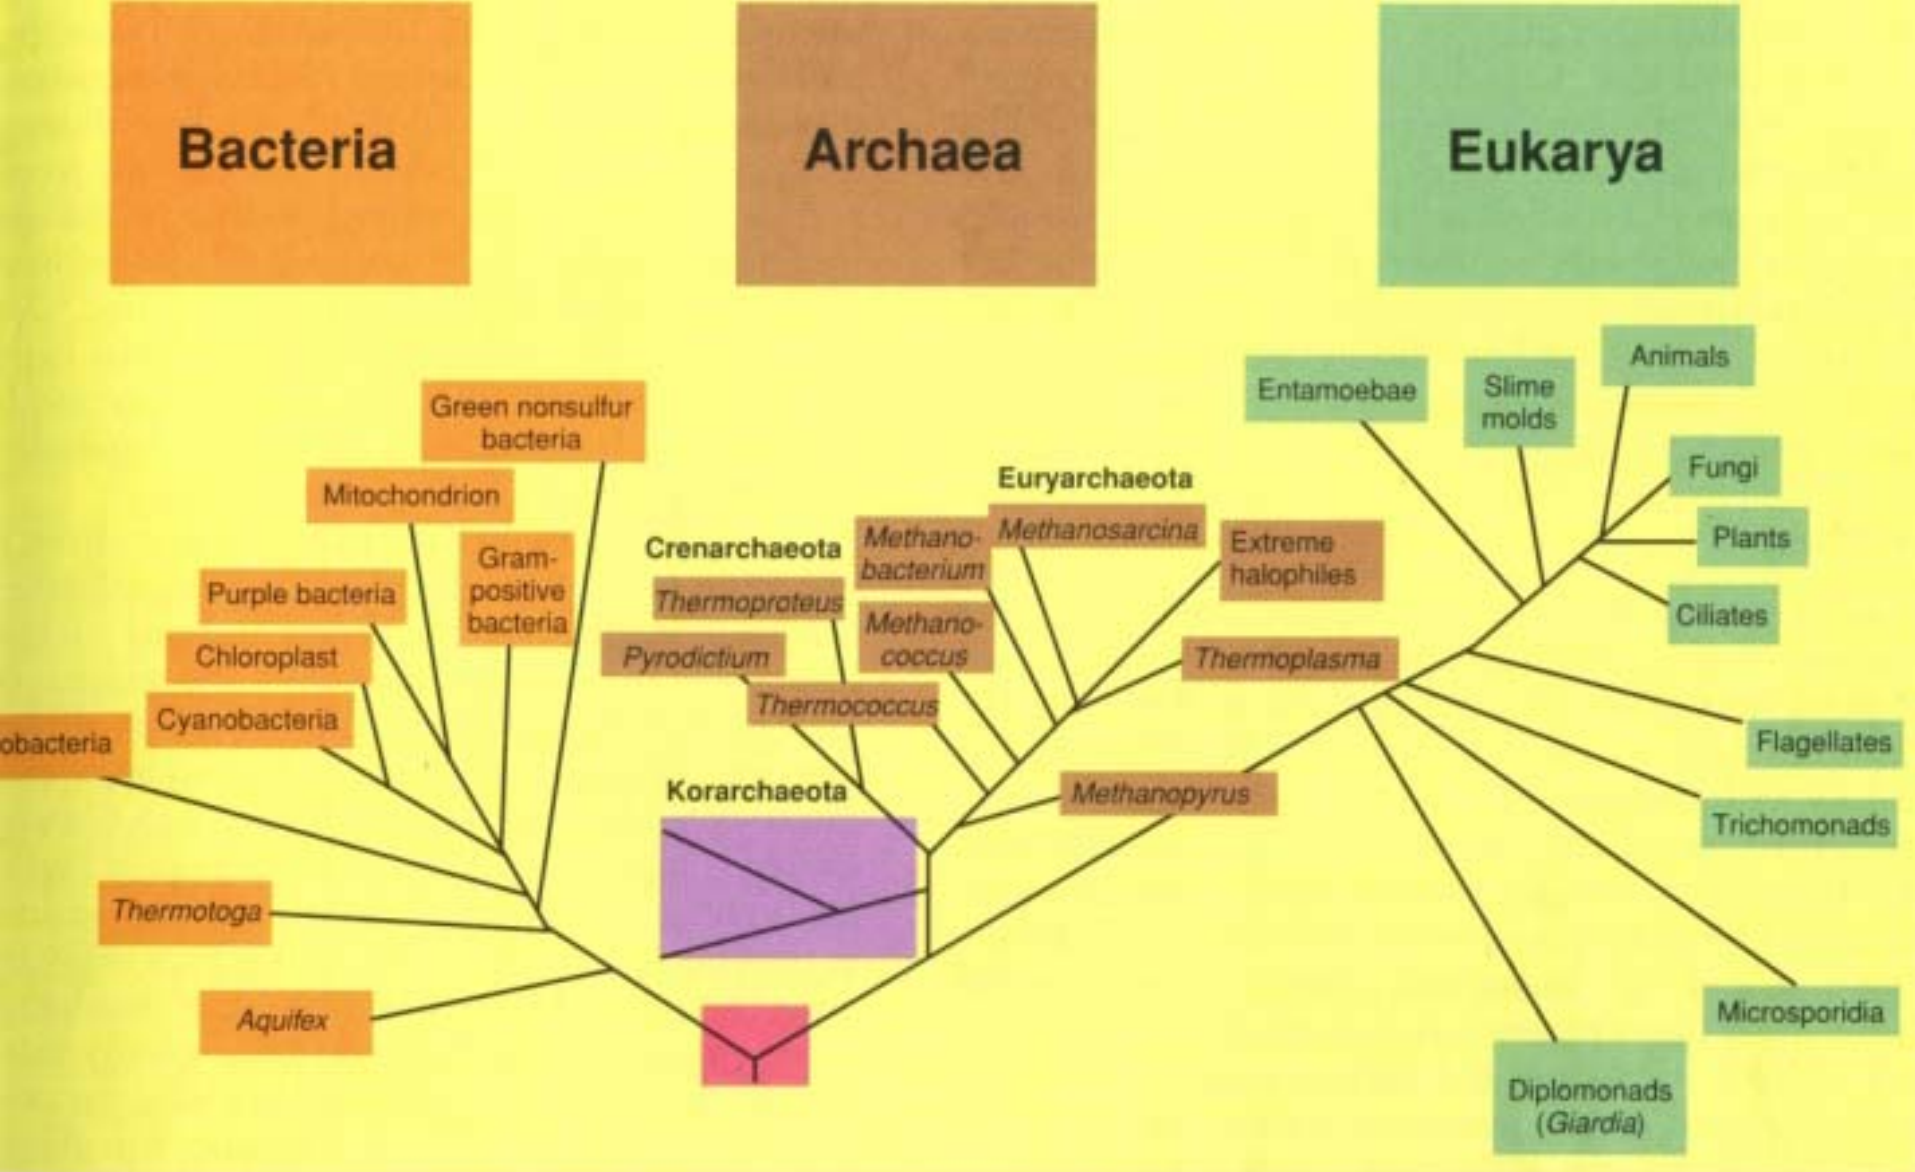 Bacteria
Archaea
Eukarya
Green nonsulfur
bacteria
Mitochondrion
Gram-
positive
bacteria
Purple bacteria
Chloroplast
Cyanobacteria
obacteria
Thermotoga
Aquifex
Crenarchaeota
Thermoproteus
Pyrodictium
Korarchaeota
Euryarchaeota
Methano-
bacterium
Methanosarcina
Extreme
halophiles
Methano-
coccus
Thermoplasma
Thermococcus
Methanopyrus
Entamoebae
Slime
molds
Animals
Fungi
Plants
Ciliates
Flagellates
Trichomonads
Microsporidia
Diplomonads
(Giardia)